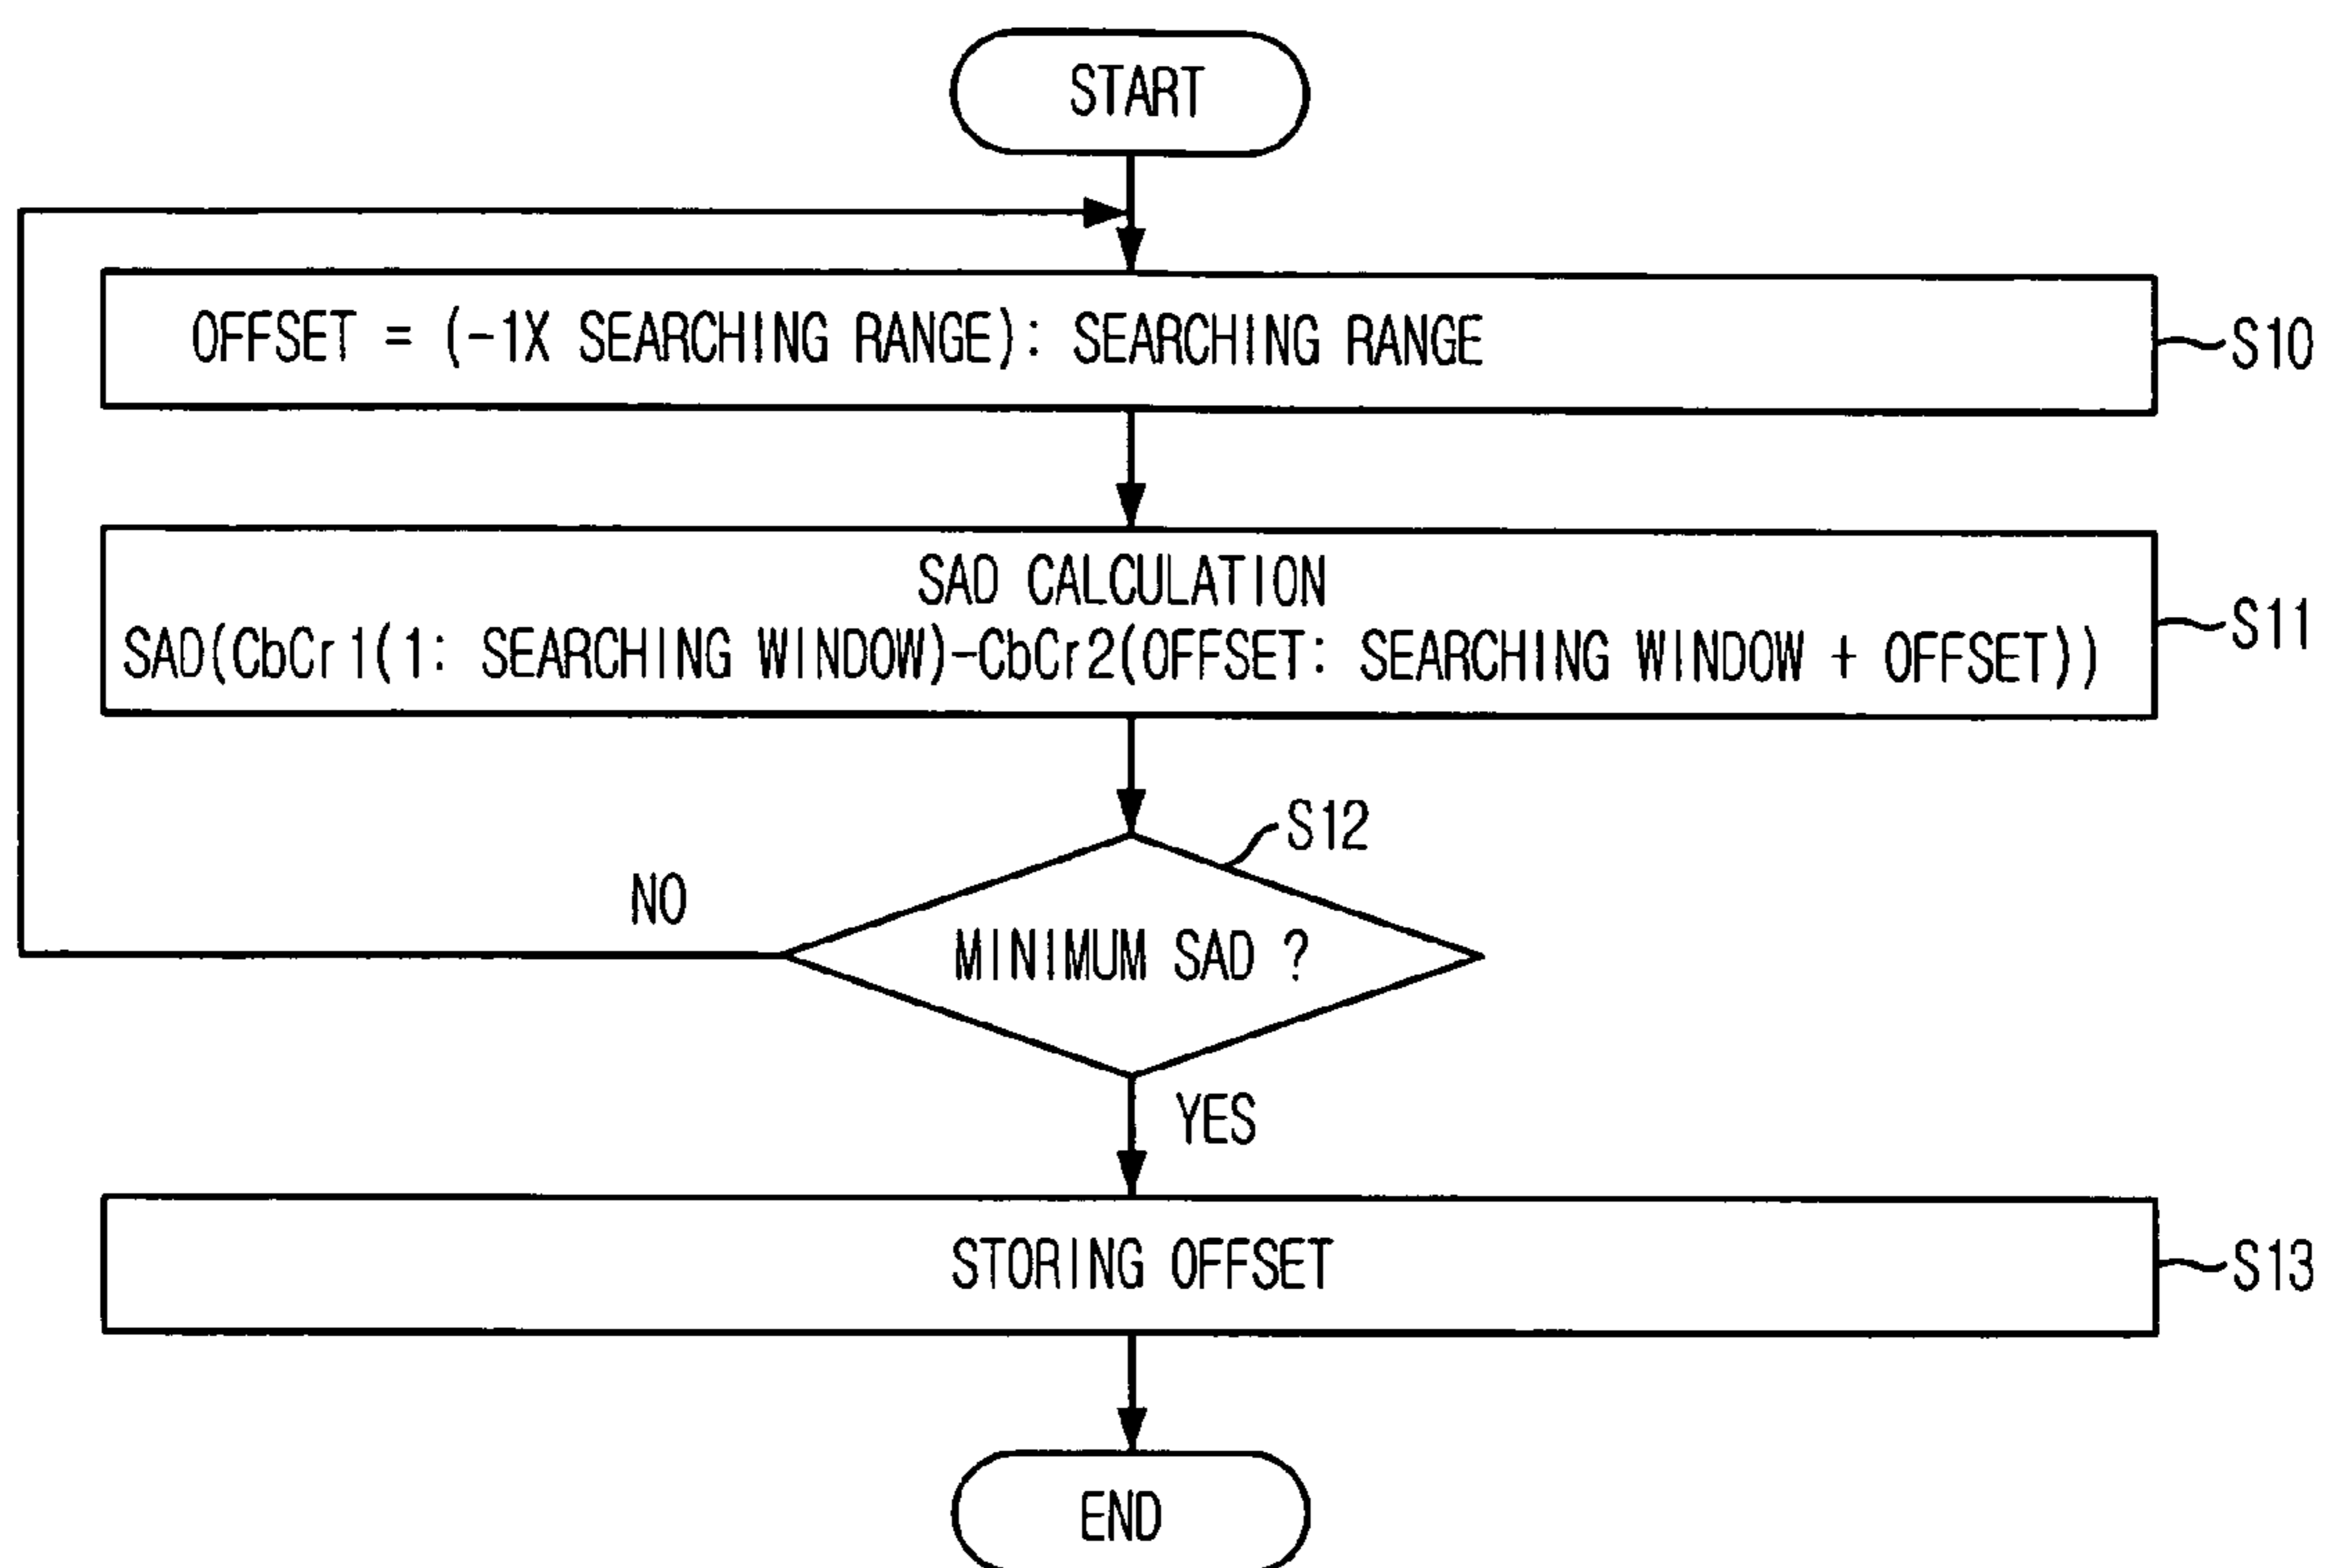 START
OFFSET = (-1X SEARCHING RANGE): SEARCHING RANGE
S10
SAD CALCULATION
SAD(CbCr1(1: SEARCHING WINDOW)-CbCr2(OFFSET: SEARCHING WINDOW + OFFSET))
S11
S12
NO
MINIMUM SAD ?
YES
STORING OFFSET
S13
END